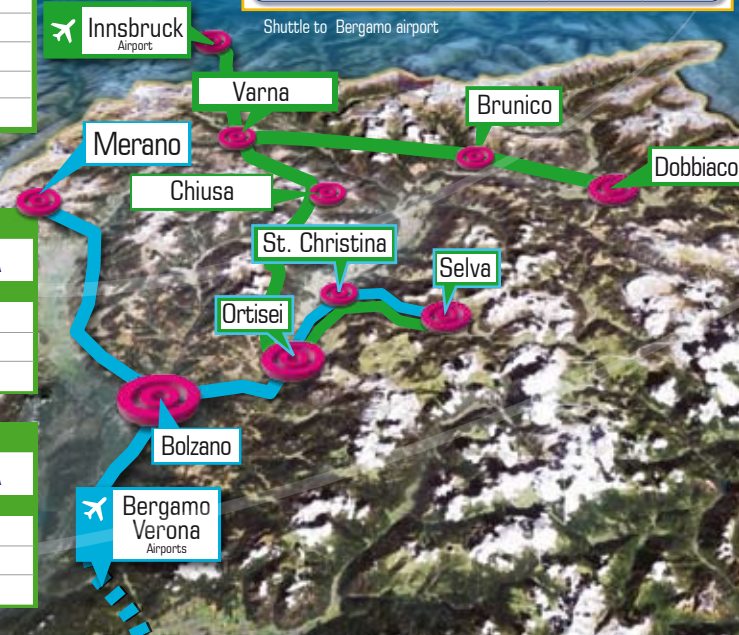 Shuttle to Bergamo airport
Innsbruck
Airport
Varna
Brunico
Merano
Dobbiaco
Chiusa
St. Christina
Selva
Ortisei
Bolzano
Bergamo
Verona
Airports